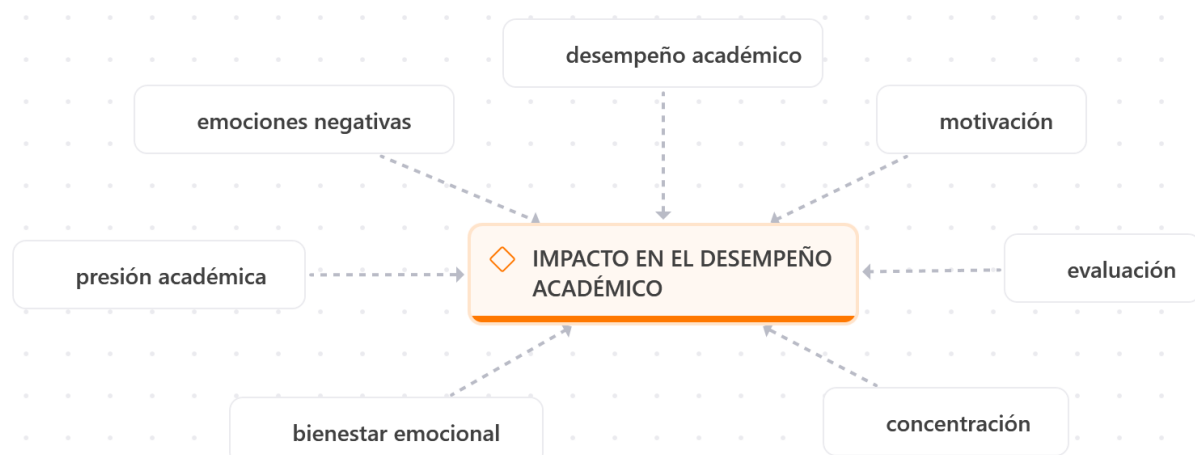 desempeño académico
emociones negativas
motivación
IMPACTO EN EL DESEMPEÑO
ACADÉMICO
presión académica
evaluación
bienestar emocional
concentración